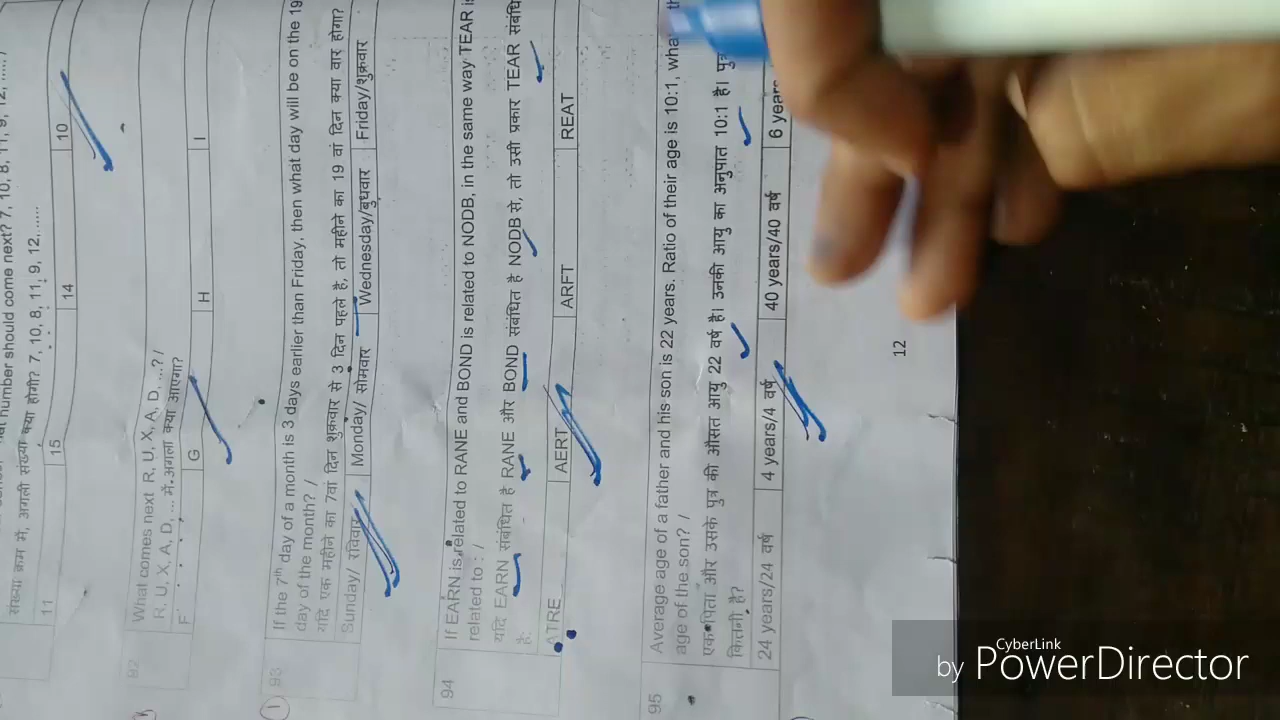 number should come next? 7, 10, 8, 11, 9, 12, ...../
संख्या क्रम में, अगली संख्या क्या होगी? 7, 10, 8, 11, 9, 12, ......
11 15 14 10
92 What comes next R, U, X, A, D, ...? /
R, U, X, A, D, ... में अगला क्या आएगा?
F G H I
93 If the 7th day of a month is 3 days earlier than Friday, then what day will be on the 19
day of the month? /
यदि एक महीने का 7वां दिन शुक्रवार से 3 दिन पहले है, तो महीने का 19 वां दिन क्या वार होगा?
Sunday/ रविवार Monday/ सोमवार Wednesday/बुधवार Friday/शुक्रवार
94 If EARN is related to RANE and BOND is related to NODB, in the same way TEAR
related to : /
यदि EARN संबंधित है RANE और BOND संबंधित है NODB से, तो उसी प्रकार TEAR
है:
ATRE AERT ARFT REAT
95 Average age of a father and his son is 22 years. Ratio of their age is 10:1,
age of the son? /
एक पिता और उसके पुत्र की औसत आयु 22 वर्ष है। उनकी आयु का अनुपात 10:1 है।
कितनी है?
24 years/24 वर्ष 4 years/4 वर्ष 40 years/40 वर्ष 6 years
12
CyberLink
by PowerDirector